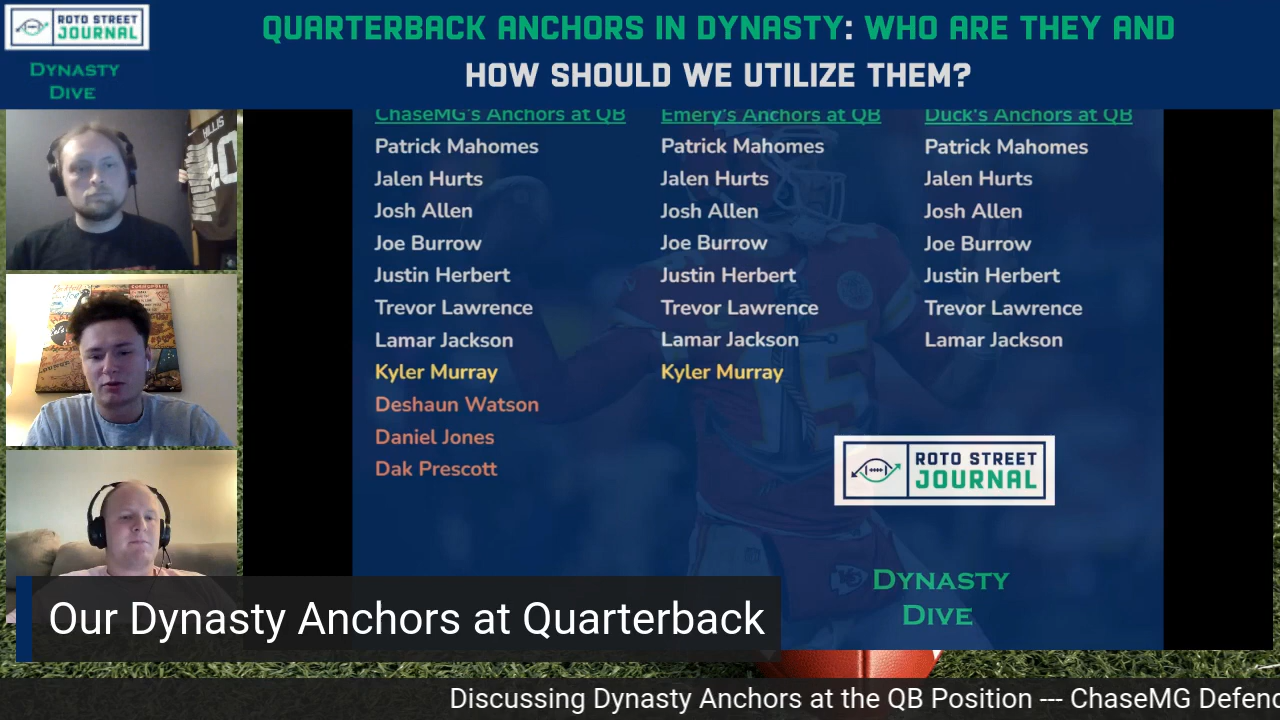 ROTO STREET
JOURNAL
DYNASTY
DIVE
QUARTERBACK ANCHORS IN DYNASTY: WHO ARE THEY AND
HOW SHOULD WE UTILIZE THEM?
HILLIS
40
ChaseMG's Anchors at QB
Patrick Mahomes
Jalen Hurts
Josh Allen
Joe Burrow
Justin Herbert
Trevor Lawrence
Lamar Jackson
Kyler Murray
Deshaun Watson
Daniel Jones
Dak Prescott
Emery's Anchors at QB
Patrick Mahomes
Jalen Hurts
Josh Allen
Joe Burrow
Justin Herbert
Trevor Lawrence
Lamar Jackson
Kyler Murray
Duck's Anchors at QB
Patrick Mahomes
Jalen Hurts
Josh Allen
Joe Burrow
Justin Herbert
Trevor Lawrence
Lamar Jackson
ROTO STREET
JOURNAL
DYNASTY
DIVE
Our Dynasty Anchors at Quarterback
Discussing Dynasty Anchors at the QB Position --- ChaseMG Defend